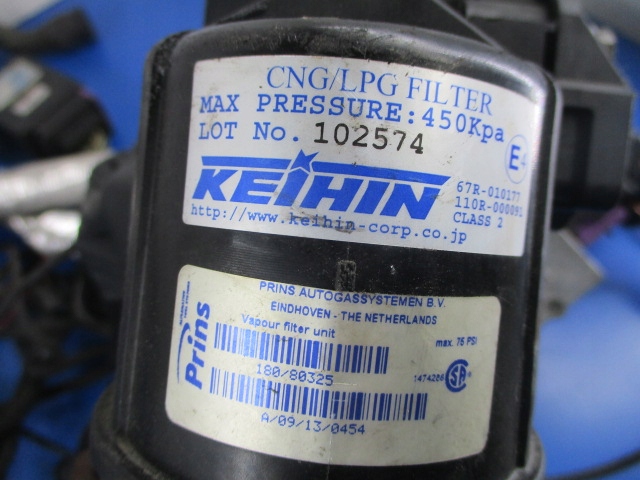 CNG/LPG FILTER
MAX PRESSURE:450Kpa
LOT No. 102574
E4
KEIHIN
67R-010177
110R-000091
CLASS 2
http://www.keihin-corp.co.jp
PRINS AUTOGASSYSTEMEN B.V.
EINDHOVEN - THE NETHERLANDS
Vapour filter unit
max. 75 PSI
Prins
180/80325
1474226
A/09/13/0454